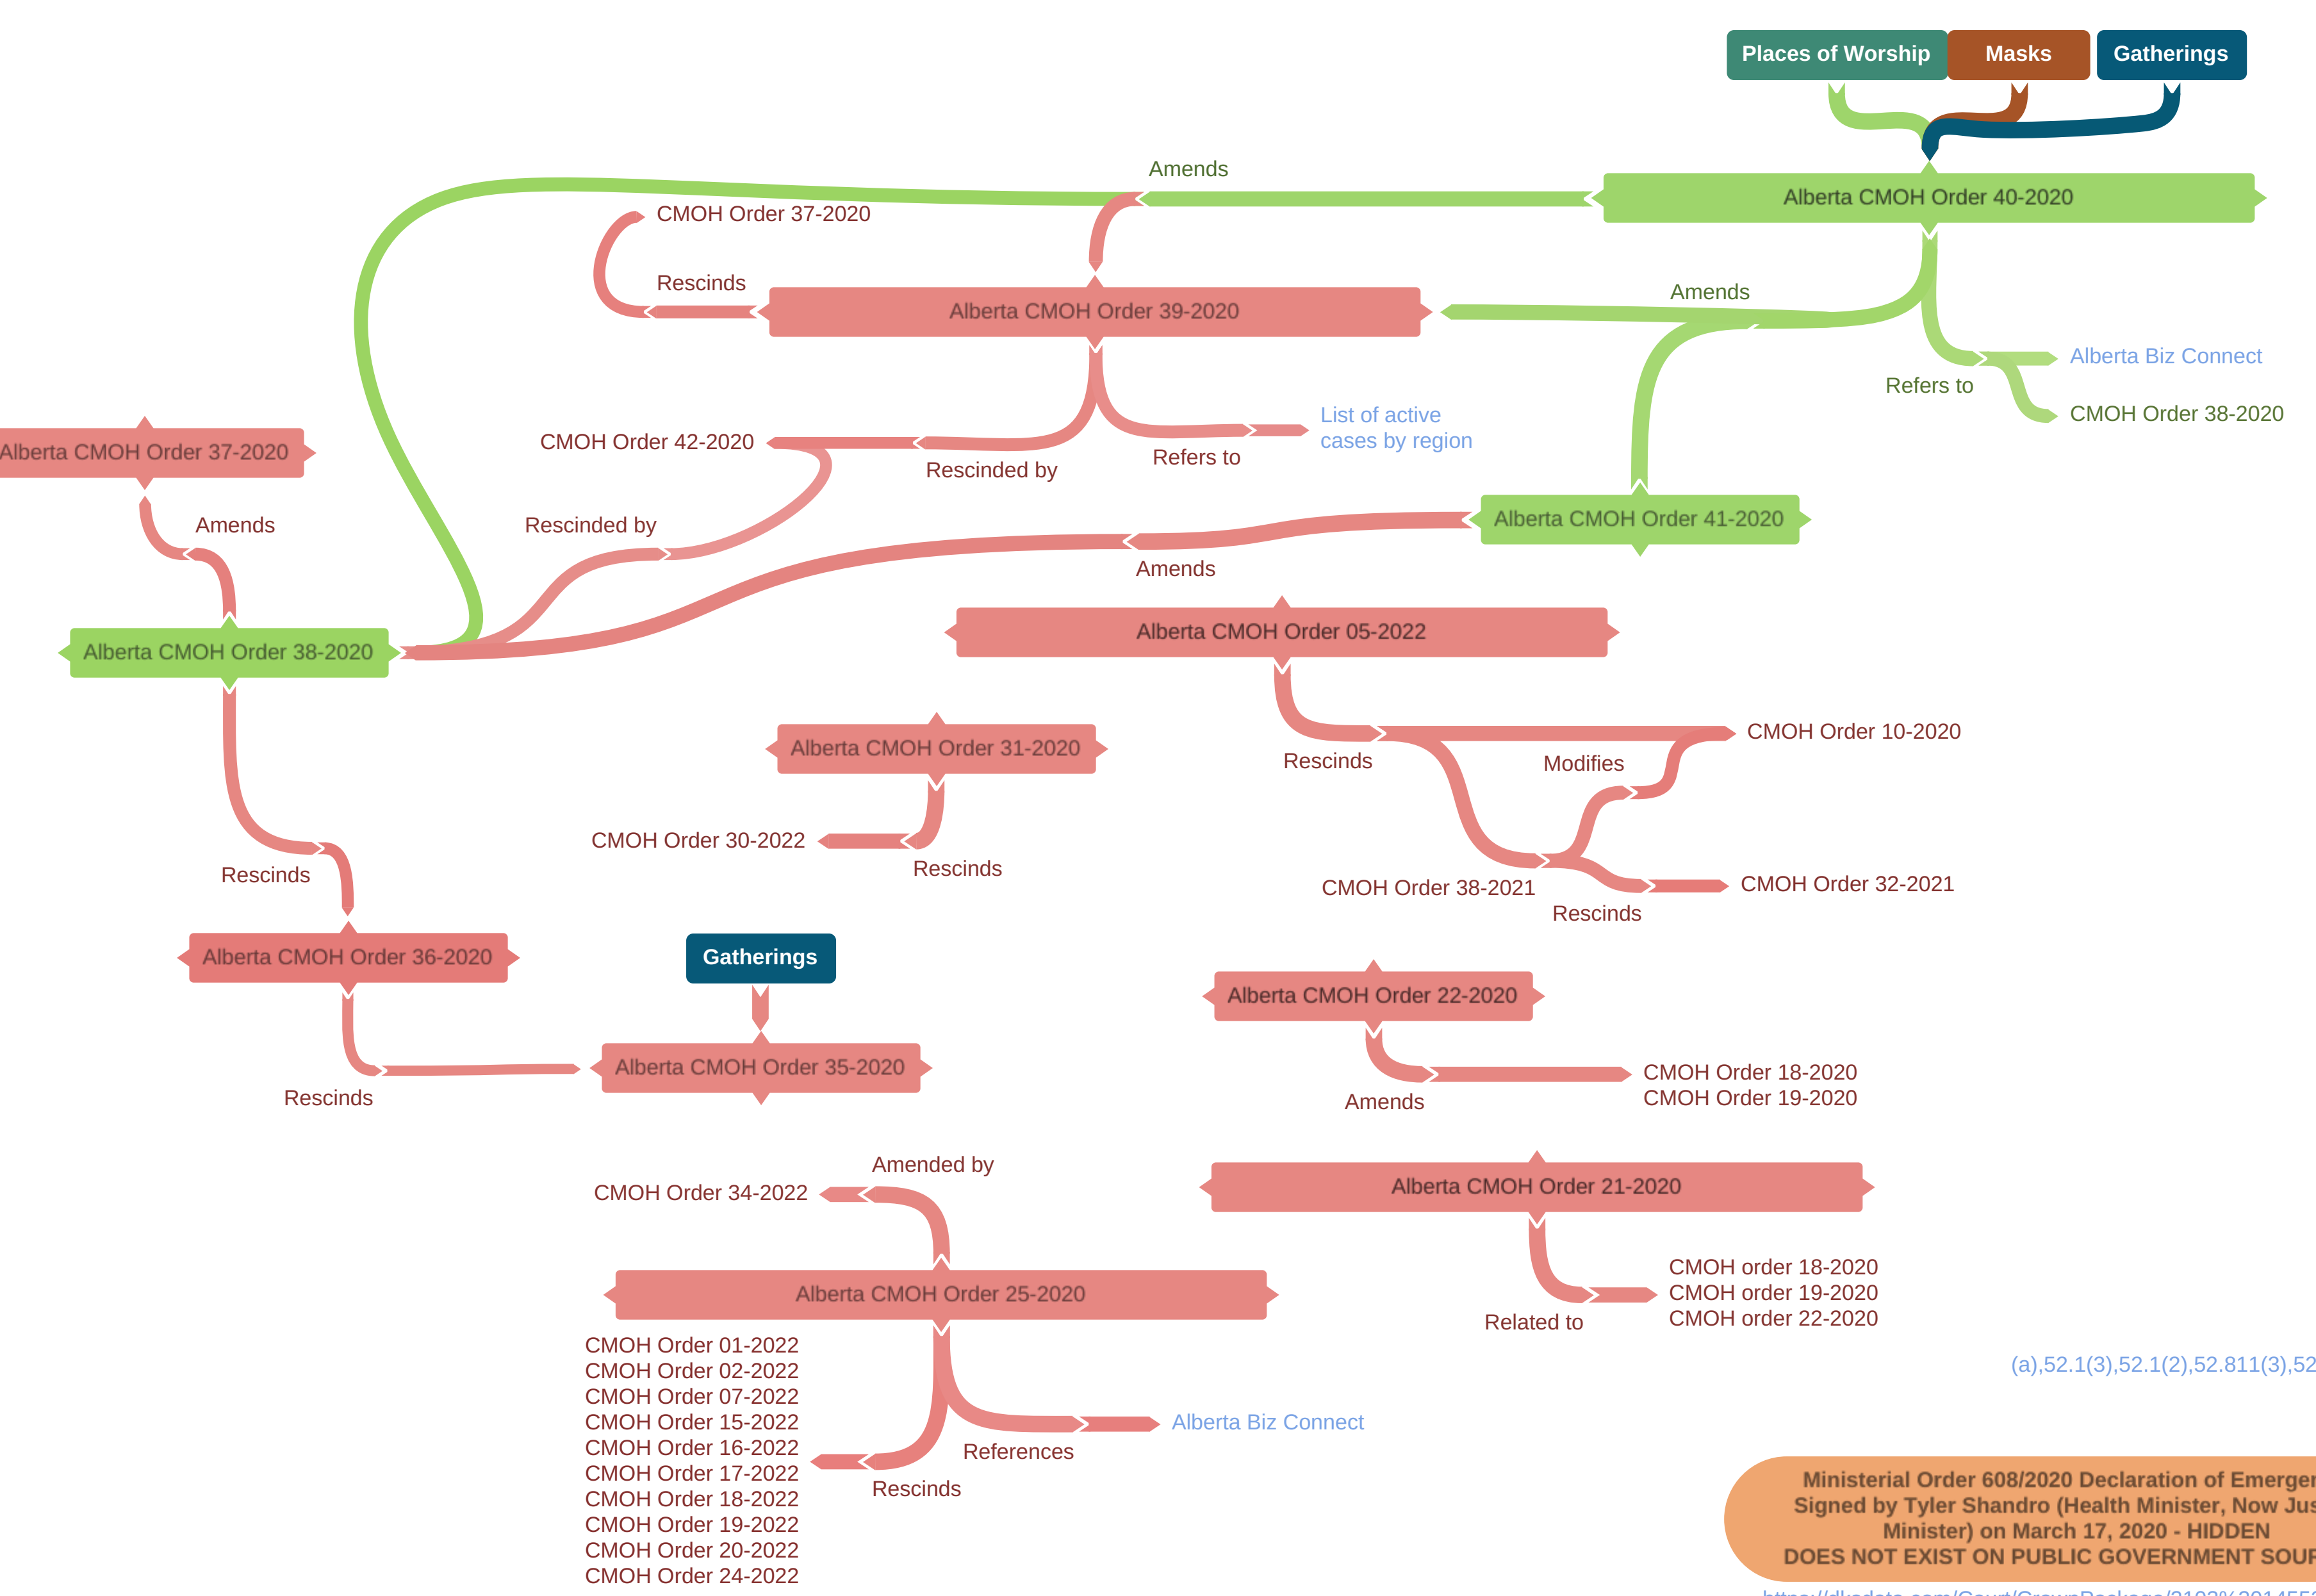 Places of Worship
Masks
Gatherings
Amends
Alberta CMOH Order 40-2020
CMOH Order 37-2020
Rescinds
Amends
Alberta CMOH Order 39-2020
Alberta Biz Connect
Refers to
CMOH Order 38-2020
List of active
cases by region
CMOH Order 42-2020
Alberta CMOH Order 37-2020
Rescinded by
Refers to
Amends
Rescinded by
Alberta CMOH Order 41-2020
Amends
Alberta CMOH Order 05-2022
Alberta CMOH Order 38-2020
Alberta CMOH Order 31-2020
CMOH Order 10-2020
Rescinds
Modifies
CMOH Order 30-2022
Rescinds
Rescinds
CMOH Order 38-2021
CMOH Order 32-2021
Rescinds
Alberta CMOH Order 36-2020
Gatherings
Alberta CMOH Order 22-2020
Rescinds
Alberta CMOH Order 35-2020
CMOH Order 18-2020
CMOH Order 19-2020
Amends
Amended by
CMOH Order 34-2022
Alberta CMOH Order 21-2020
Alberta CMOH Order 25-2020
CMOH order 18-2020
CMOH order 19-2020
CMOH order 22-2020
Related to
CMOH Order 01-2022
CMOH Order 02-2022
CMOH Order 07-2022
CMOH Order 15-2022
CMOH Order 16-2022
CMOH Order 17-2022
CMOH Order 18-2022
CMOH Order 19-2022
CMOH Order 20-2022
CMOH Order 24-2022
Alberta Biz Connect
References
Rescinds
(a),52.1(3),52.1(2),52.811(3),52
Ministerial Order 608/2020 Declaration of Emerger
Signed by Tyler Shandro (Health Minister, Now Jus
Minister) on March 17, 2020 - HIDDEN
DOES NOT EXIST ON PUBLIC GOVERNMENT SOUR